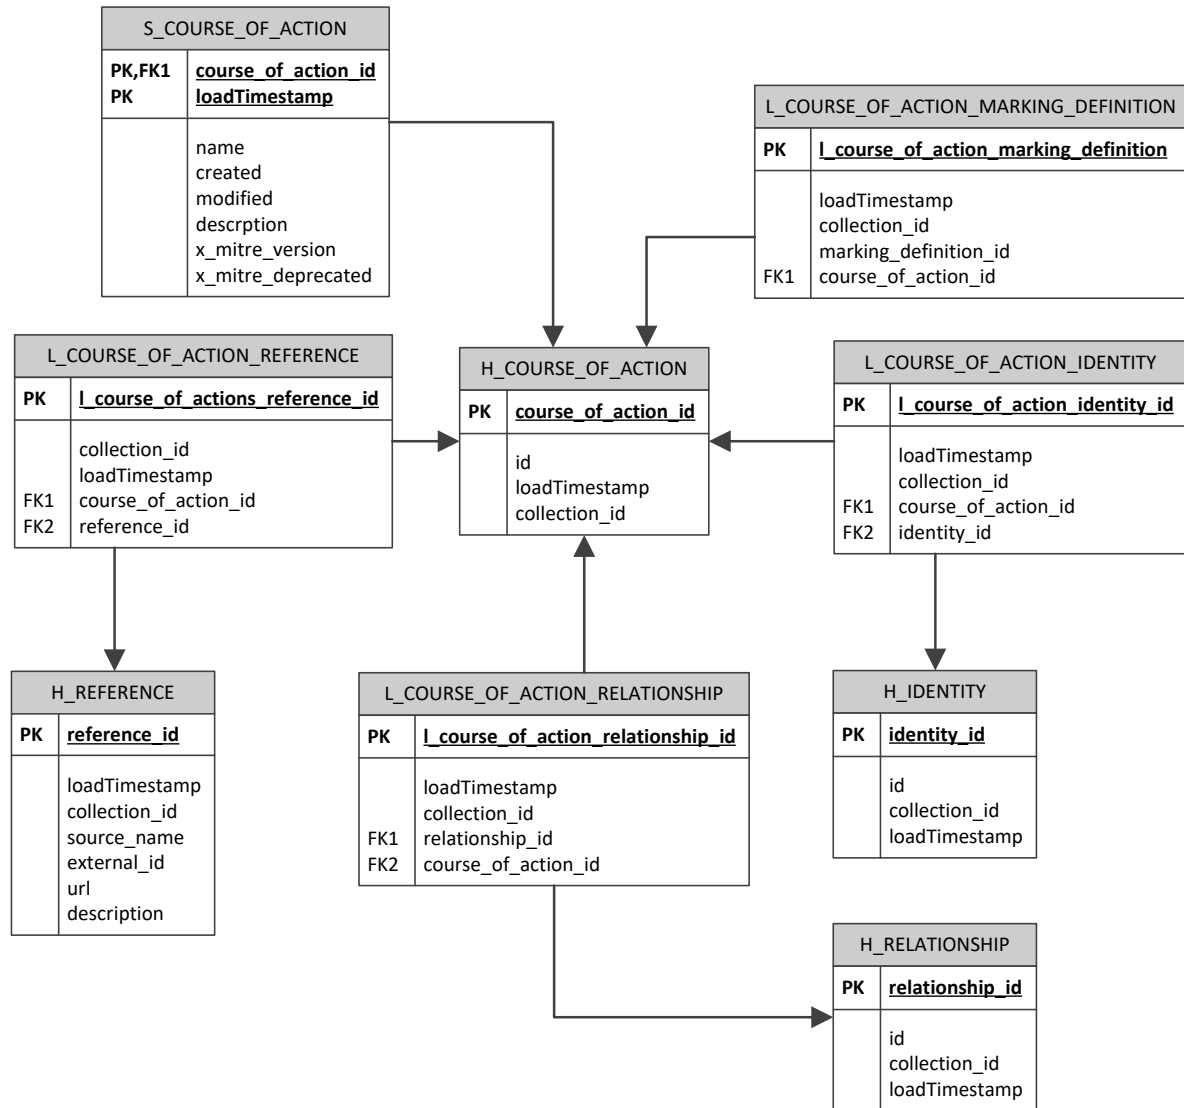 S_COURSE_OF_ACTION
PK,FK1 course_of_action_id
PK loadTimestamp
name
created
modified
descrption
x_mitre_version
x_mitre_deprecated
L_COURSE_OF_ACTION_MARKING_DEFINITION
PK l_course_of_action_marking_definition
loadTimestamp
collection_id
marking_definition_id
FK1 course_of_action_id
L_COURSE_OF_ACTION_REFERENCE
PK l_course_of_actions_reference_id
collection_id
loadTimestamp
FK1 course_of_action_id
FK2 reference_id
H_COURSE_OF_ACTION
PK course_of_action_id
id
loadTimestamp
collection_id
L_COURSE_OF_ACTION_IDENTITY
PK l_course_of_action_identity_id
loadTimestamp
collection_id
FK1 course_of_action_id
FK2 identity_id
H_REFERENCE
PK reference_id
loadTimestamp
collection_id
source_name
external_id
url
description
L_COURSE_OF_ACTION_RELATIONSHIP
PK l_course_of_action_relationship_id
loadTimestamp
collection_id
FK1 relationship_id
FK2 course_of_action_id
H_IDENTITY
PK identity_id
id
collection_id
loadTimestamp
H_RELATIONSHIP
PK relationship_id
id
collection_id
loadTimestamp